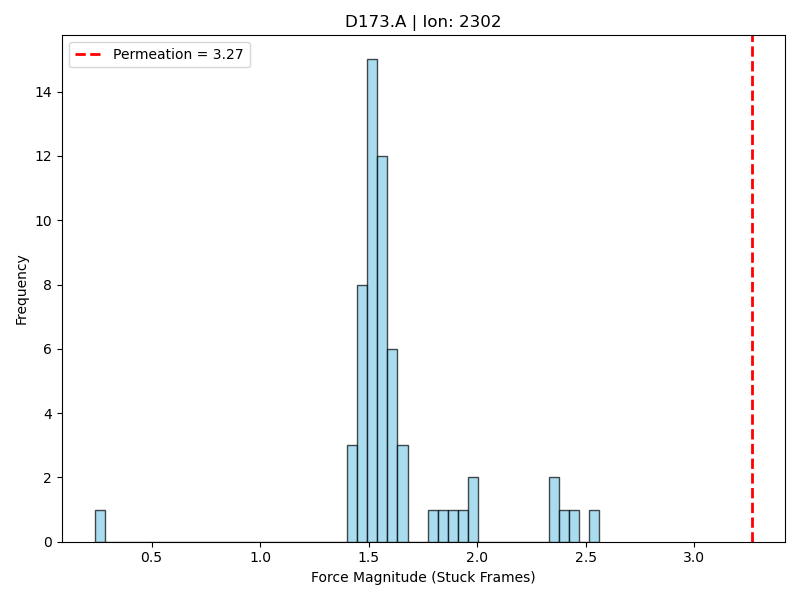 D173.A | Ion: 2302
Permeation = 3.27
Frequency
14
12
10
8
6
4
2
0
0.5 1.0 1.5 2.0 2.5 3.0
Force Magnitude (Stuck Frames)